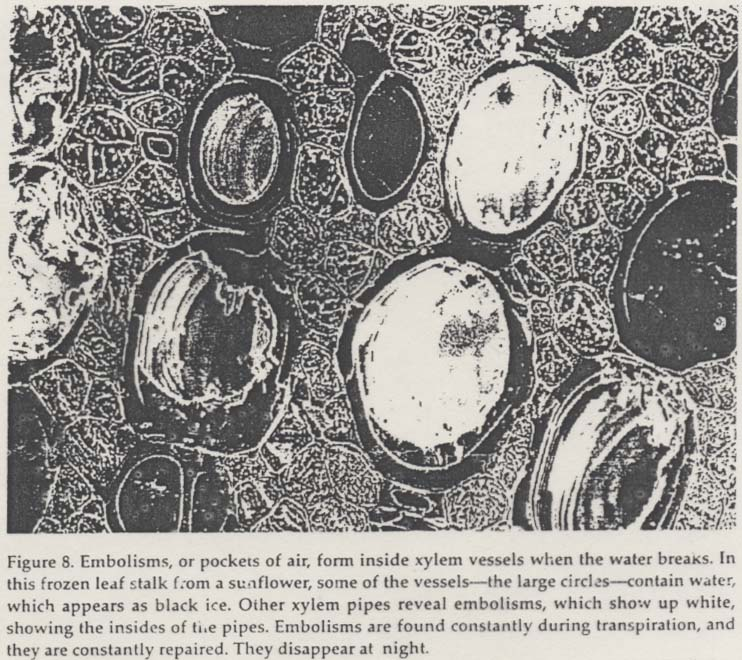 Figure 8. Embolisms, or pockets of air, form inside xylem vessels when the water breaks. In
this frozen leaf stalk from a sunflower, some of the vessels—the large circles—contain water,
which appears as black ice. Other xylem pipes reveal embolisms, which show up white,
showing the insides of the pipes. Embolisms are found constantly during transpiration, and
they are constantly repaired. They disappear at night.